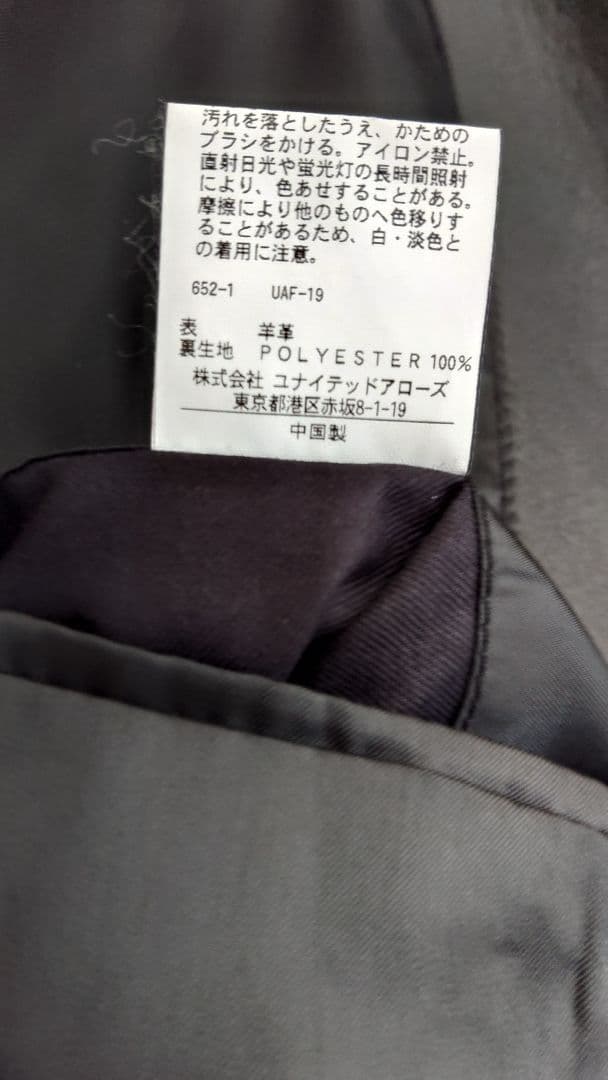 汚れを落としたうえ、かための
ブラシをかける。アイロン禁止。
直射日光や蛍光灯の長時間照射
により、色あせすることがある。
摩擦により他のものへ色移りす
ることがあるため、白・淡色と
の着用に注意。
652-1 UAF-19
表 羊革
裏生地 POLYESTER 100%
株式会社 ユナイテッドアローズ
東京都港区赤坂8-1-19
中国製